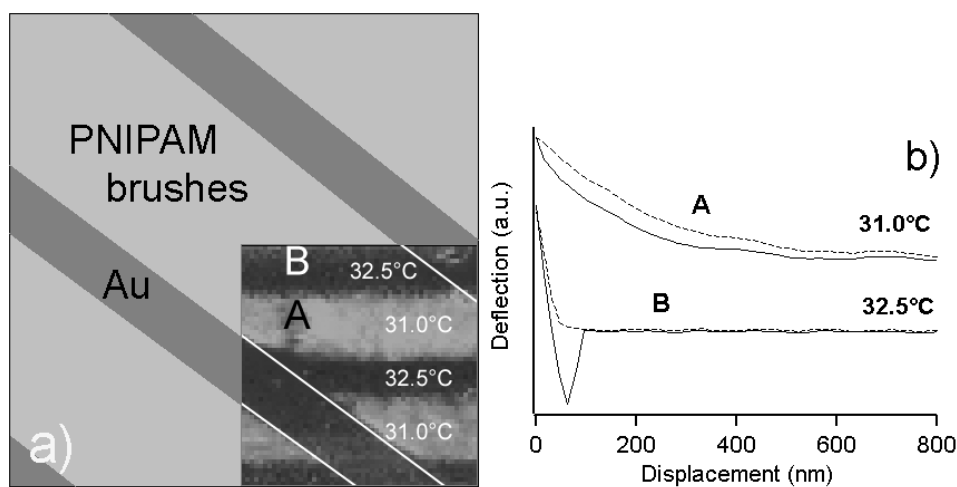 PNIPAM
brushes
Au
a)
B
32.5°C
A
31.0°C
32.5°C
31.0°C
b)
Deflection (a.u.)
A
31.0°C
B
32.5°C
0
200
400
600
800
Displacement (nm)